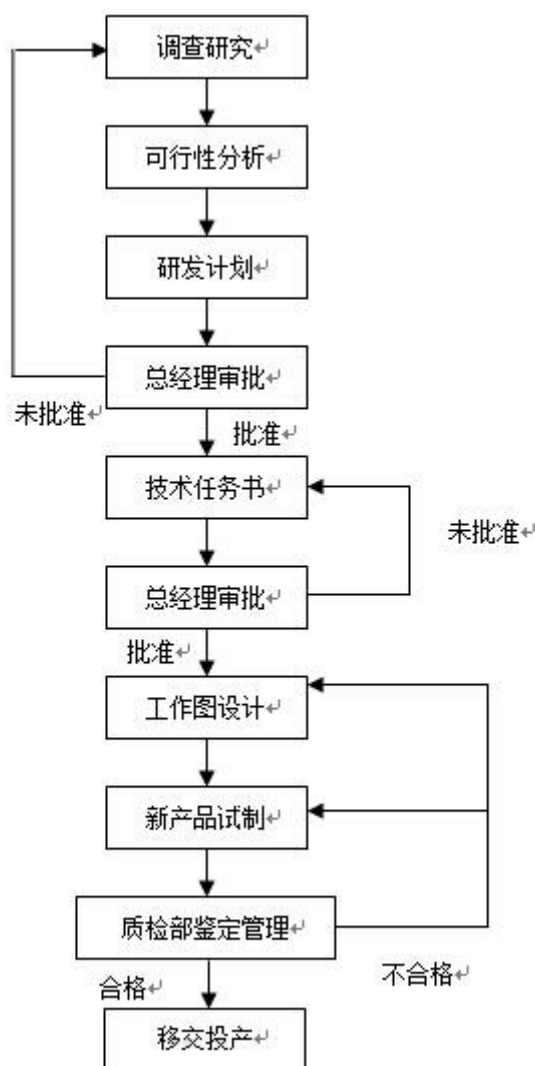 调查研究
可行性分析
研发计划
总经理审批
未批准
批准
技术任务书
未批准
总经理审批
批准
工作图设计
新产品试制
质检部鉴定管理
不合格
合格
移交投产